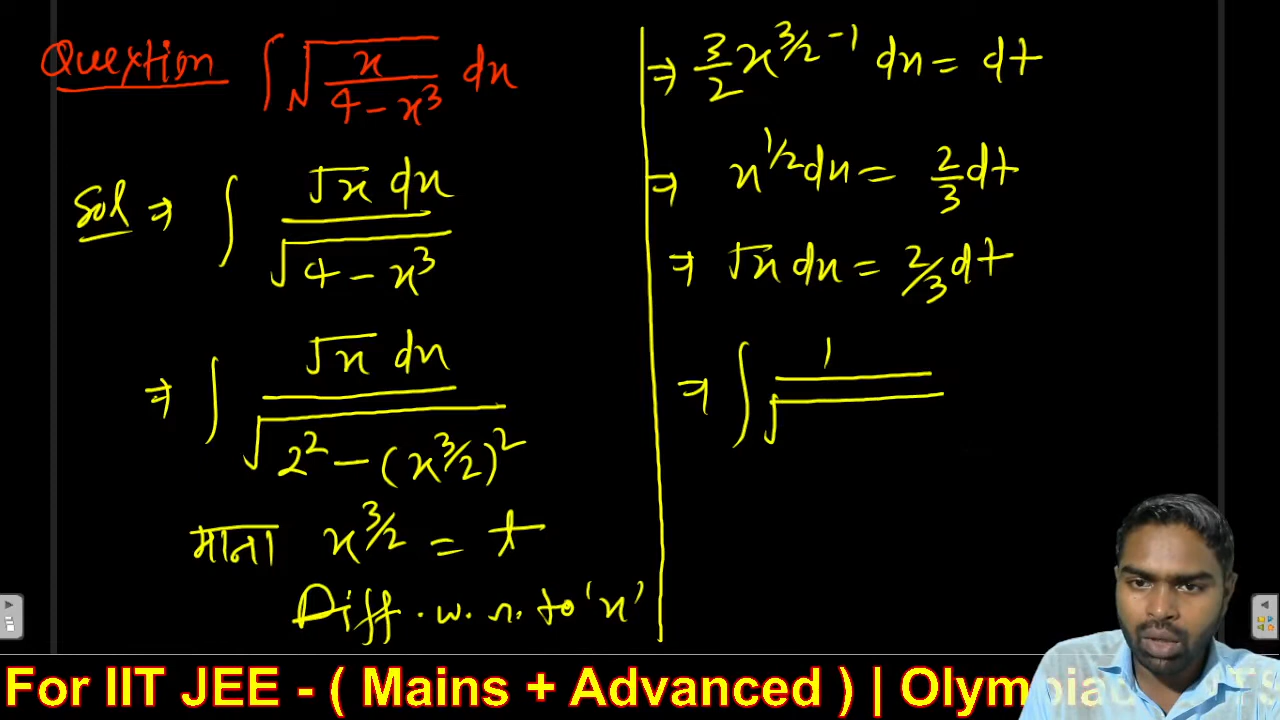 Quextion ∫ √(x/(4-x³)) dx
Sol ⇒ ∫ √x dx / √(4-x³)
⇒ ∫ √x dx / √(2²-(x^3/2)²)
माना x^3/2 = t
Diff. w. r. to 'x'
⇒ 3/2 x^(3/2-1) dx = dt
⇒ x^1/2 dx = 2/3 dt
⇒ √x dx = 2/3 dt
⇒ ∫ 1/√
For IIT JEE - ( Mains + Advanced ) | Olym